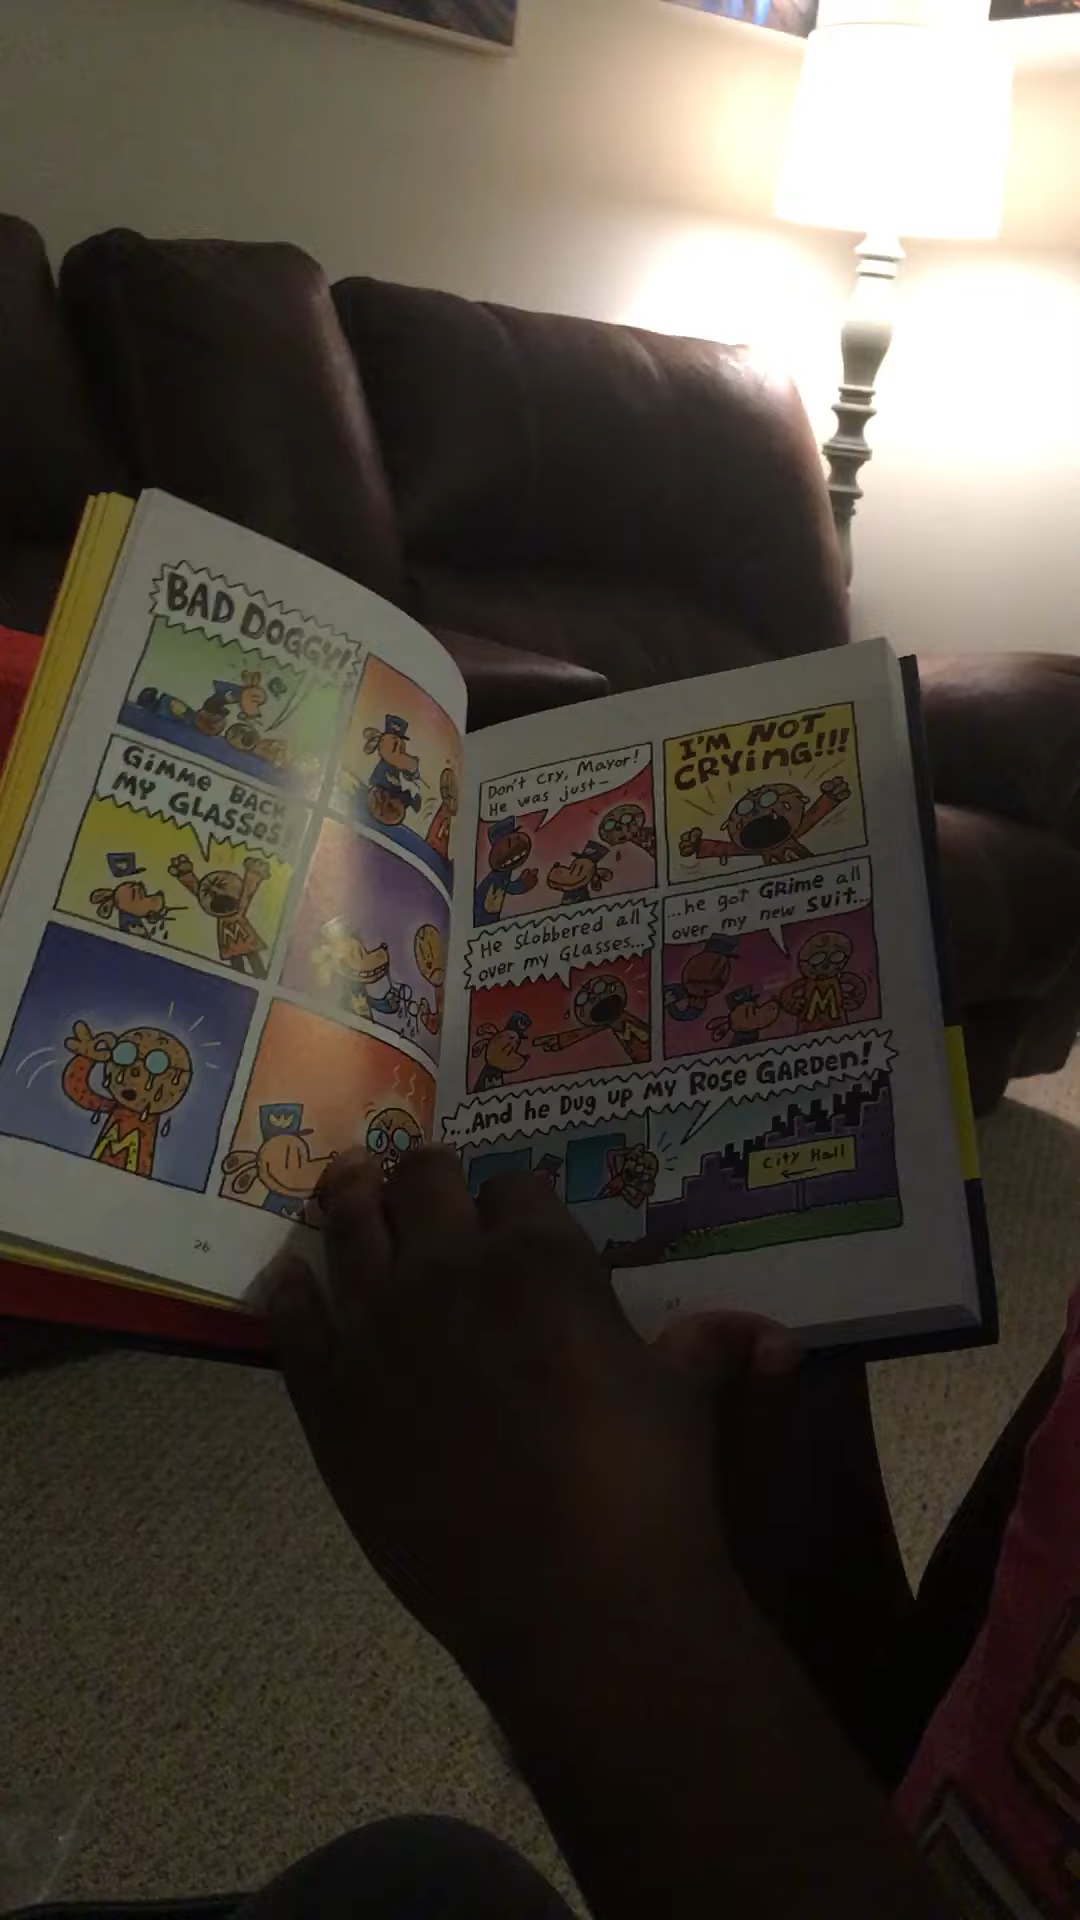 BAD DOGGY!
GIMME BACK
MY GLASSES!
26
Don't cry, Mayor!
He was just—
I'M NOT
CRYING!!!
He slobbered all
over my Glasses...
...he got GRIME all
over my new SUIT...
...And he Dug up MY ROSE GARDEN!
City Hall
M
M
M
27